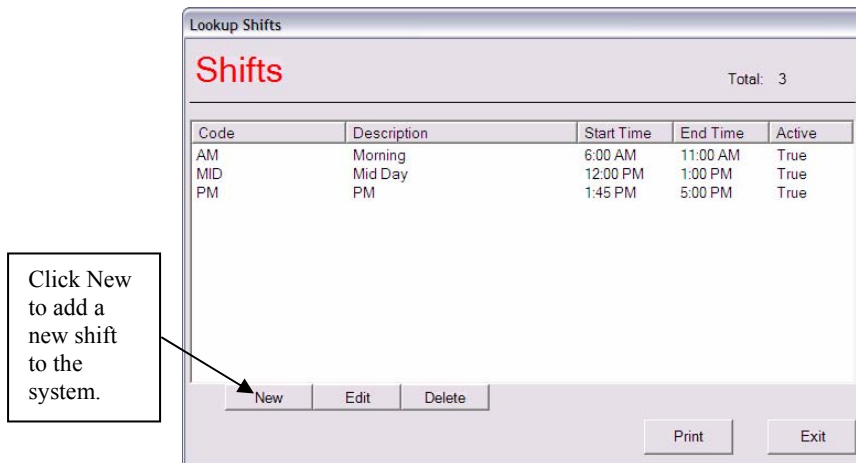 Lookup Shifts
Shifts
Total: 3
Code Description Start Time End Time Active
AM Morning 6:00 AM 11:00 AM True
MID Mid Day 12:00 PM 1:00 PM True
PM PM 1:45 PM 5:00 PM True
Click New
to add a
new shift
to the
system.
New Edit Delete
Print Exit